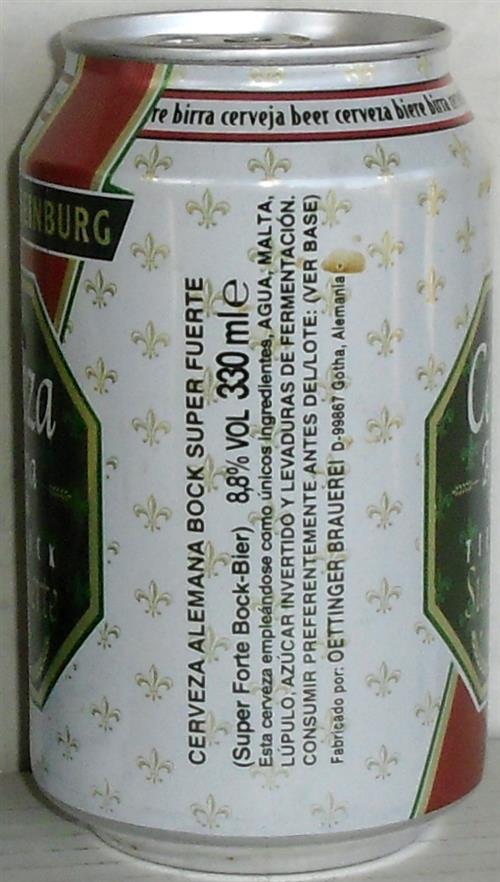 birra cerveja beer cerveza biere birra
CERVEZA ALEMANA BOCK SUPER FUERTE
(Super Forte Bock-Bier) 8,8% VOL 330 ml e
Esta cerveza empleándose como únicos ingredientes, AGUA, MALTA,
LÚPULO, AZÚCAR INVERTIDO Y LEVADURAS DE FERMENTACIÓN.
CONSUMIR PREFERENTEMENTE ANTES DEL/LOTE: (VER BASE)
Fabricado por: OETTINGER BRAUEREI D-99867 Gotha, Alemania